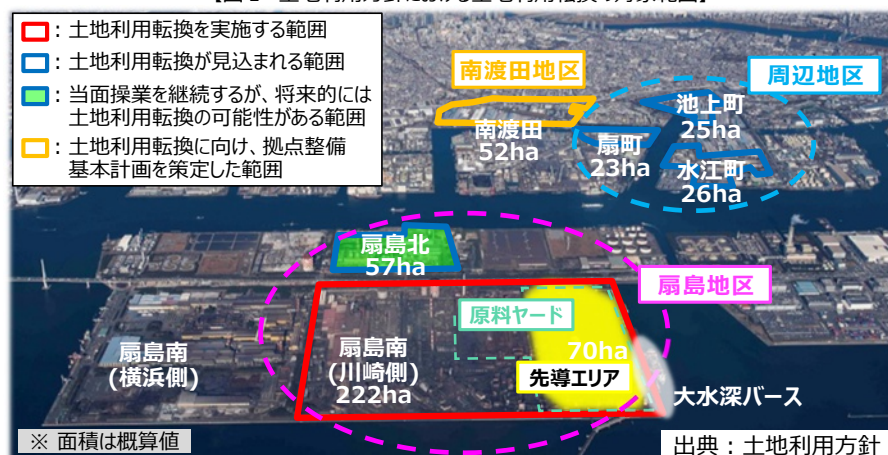 □：土地利用転換を実施する範囲
□：土地利用転換が見込まれる範囲
■：当面操業を継続するが、将来的には
土地利用転換の可能性がある範囲
□：土地利用転換に向け、拠点整備
基本計画を策定した範囲
南渡田地区
南渡田
52ha
周辺地区
池上町
25ha
扇町
23ha
水江町
26ha
扇島北
57ha
扇島地区
原料ヤード
70ha
先導エリア
扇島南
(横浜側)
扇島南
(川崎側)
222ha
大水深バース
※ 面積は概算値
出典：土地利用方針